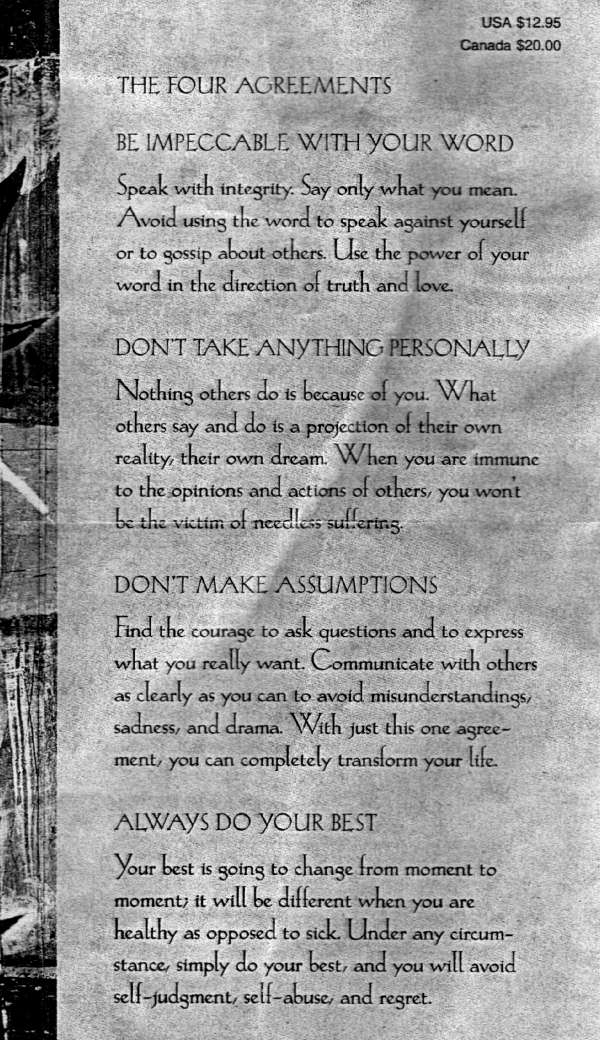 USA $12.95
Canada $20.00
THE FOUR AGREEMENTS
BE IMPECCABLE WITH YOUR WORD
Speak with integrity. Say only what you mean.
Avoid using the word to speak against yourself
or to gossip about others. Use the power of your
word in the direction of truth and love.
DON'T TAKE ANYTHING PERSONALLY
Nothing others do is because of you. What
others say and do is a projection of their own
reality, their own dream. When you are immune
to the opinions and actions of others, you won't
be the victim of needless suffering.
DON'T MAKE ASSUMPTIONS
Find the courage to ask questions and to express
what you really want. Communicate with others
as clearly as you can to avoid misunderstandings,
sadness, and drama. With just this one agree-
ment, you can completely transform your life.
ALWAYS DO YOUR BEST
Your best is going to change from moment to
moment; it will be different when you are
healthy as opposed to sick. Under any circum-
stance, simply do your best, and you will avoid
self-judgment, self-abuse, and regret.